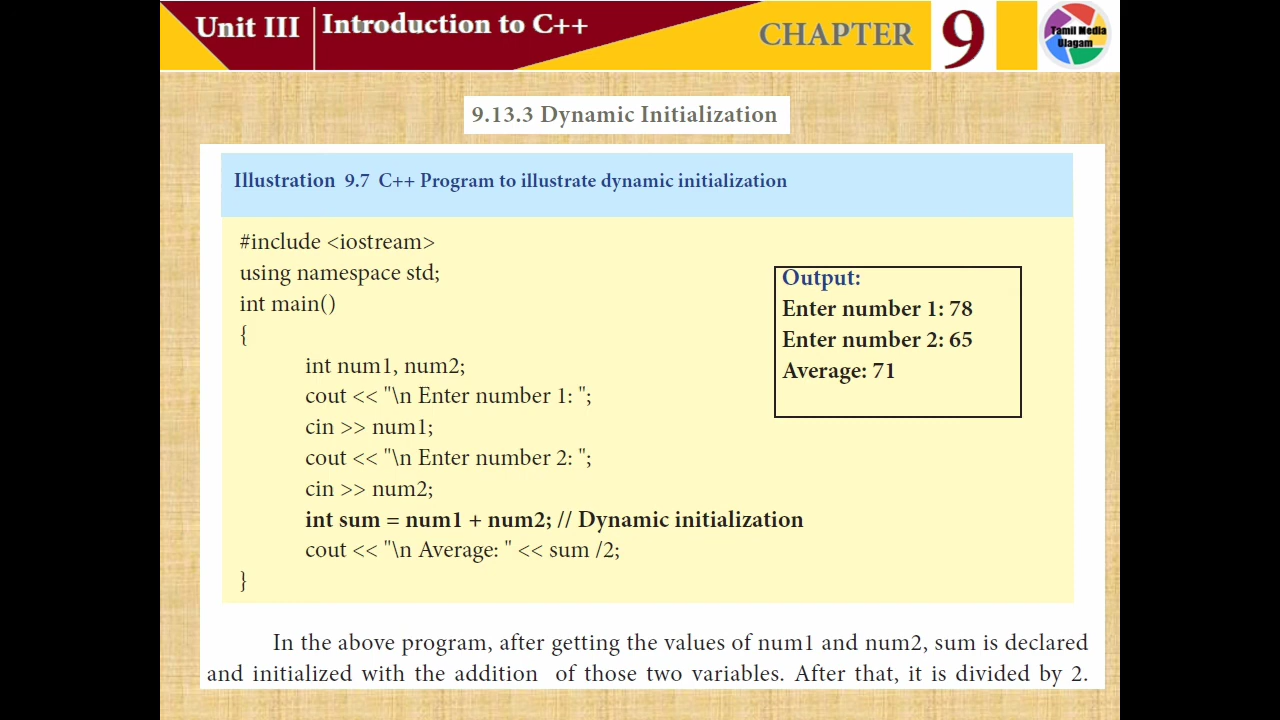 Unit III Introduction to C++ CHAPTER 9
Tamil Media
Ulagam
9.13.3 Dynamic Initialization
Illustration 9.7 C++ Program to illustrate dynamic initialization
#include <iostream>
using namespace std;
int main()
{
int num1, num2;
cout << "\n Enter number 1: ";
cin >> num1;
cout << "\n Enter number 2: ";
cin >> num2;
int sum = num1 + num2; // Dynamic initialization
cout << "\n Average: " << sum /2;
}
Output:
Enter number 1: 78
Enter number 2: 65
Average: 71
In the above program, after getting the values of num1 and num2, sum is declared
and initialized with the addition of those two variables. After that, it is divided by 2.